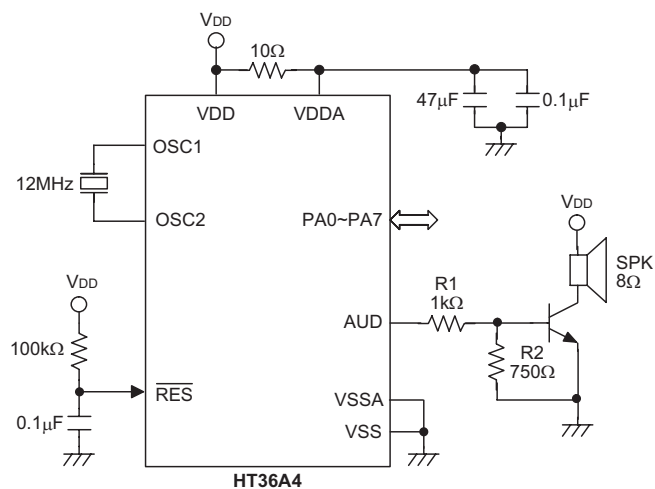 VDD
10Ω
VDD
VDDA
47μF
0.1μF
OSC1
12MHz
OSC2
PA0~PA7
VDD
SPK
8Ω
R1
1kΩ
VDD
AUD
100kΩ
R2
750Ω
RES
VSSA
0.1μF
VSS
HT36A4